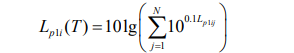 L_{p1i}(T) = 10lg(∑_{j=1}^{N} 10^{0.1L_{p1ij}})